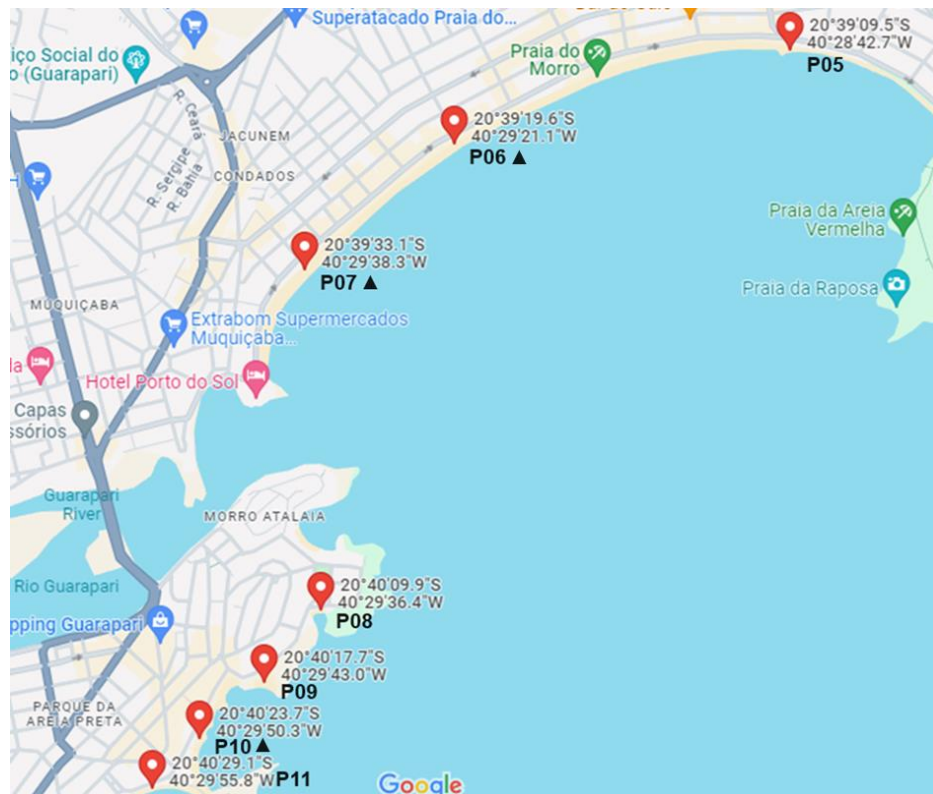 Superatacado Praia do...
iço Social do
o (Guarapari)
Praia do
Morro
20°39'09.5"S
40°28'42.7"W
P05
R. Ceará
JACUNEM
20°39'19.6"S
40°29'21.1"W
P06 ▲
CONDADOS
R. Sergipe
R. Bahia
Praia da Areia
Vermelha
20°39'33.1"S
40°29'38.3"W
P07 ▲
Praia da Raposa
MUQUIÇABA
Extrabom Supermercados
Muquiçaba...
la
Hotel Porto do Sol
Capas
ssórios
Guarapari
River
MORRO ATALAIA
Rio Guarapari
20°40'09.9"S
40°29'36.4"W
P08
pping Guarapari
20°40'17.7"S
40°29'43.0"W
P09
PARQUE DA
AREIA PRETA
20°40'23.7"S
40°29'50.3"W
P10 ▲
20°40'29.1"S
40°29'55.8"W P11
Google